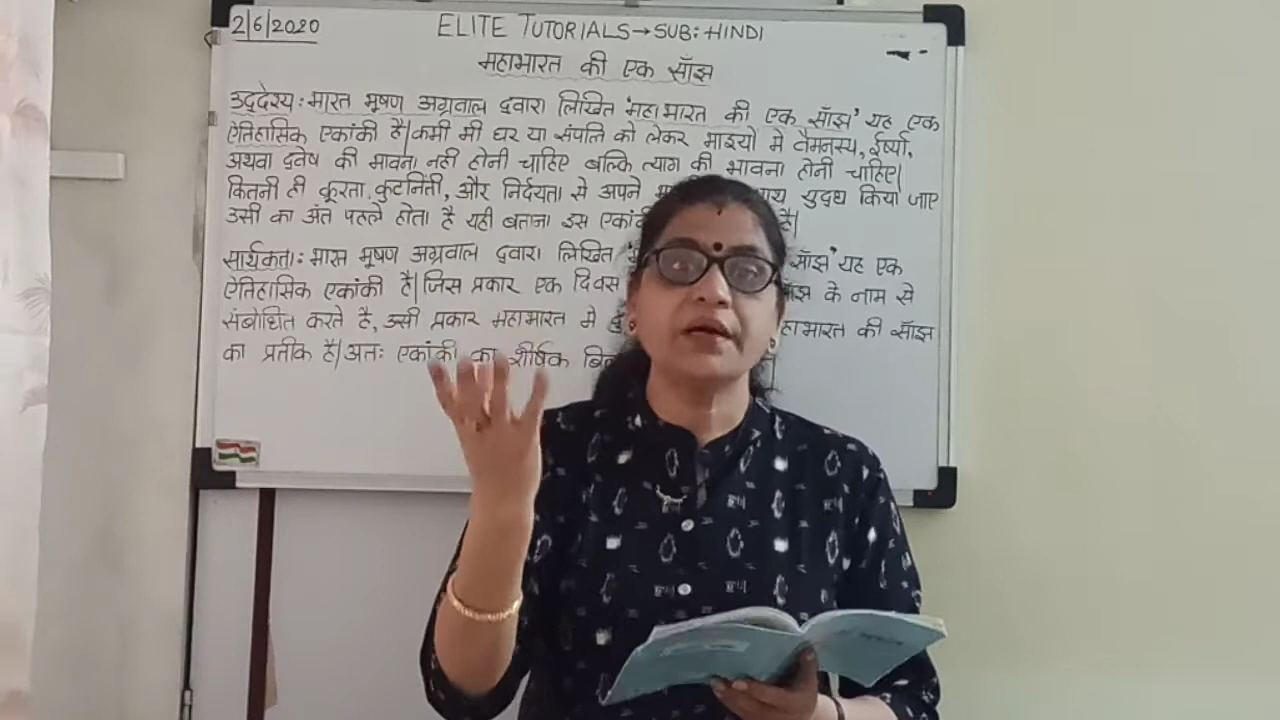 2/6/2020
ELITE TUTORIALS→SUB: HINDI
महाभारत की एक साँझ
उद्देश्य: भारत भूषण अग्रवाल द्वारा लिखित 'महाभारत की एक साँझ' यह एक
ऐतिहासिक एकांकी है|कभी भी घर या संपति को लेकर भाइयो मे वैमनस्य, ईर्ष्या,
अथवा द्वेष की भावना नही होनी चाहिए बल्कि त्याग की भावना होनी चाहिए|
कितनी ही क्रूरता, कुटनिती, और निर्दयता से अपने युद्ध किया जाए
उसी का अंत पहले होता है यही बताना इस है|
सार्थकता: भारत भूषण अग्रवाल द्वारा लिखित साँझ' यह एक
ऐतिहासिक एकांकी है|जिस प्रकार एक दिवस के नाम से
संबोधित करते है, उसी प्रकार महाभारत मे की साँझ
का प्रतीक है|अतः एकांकी का शीर्षक